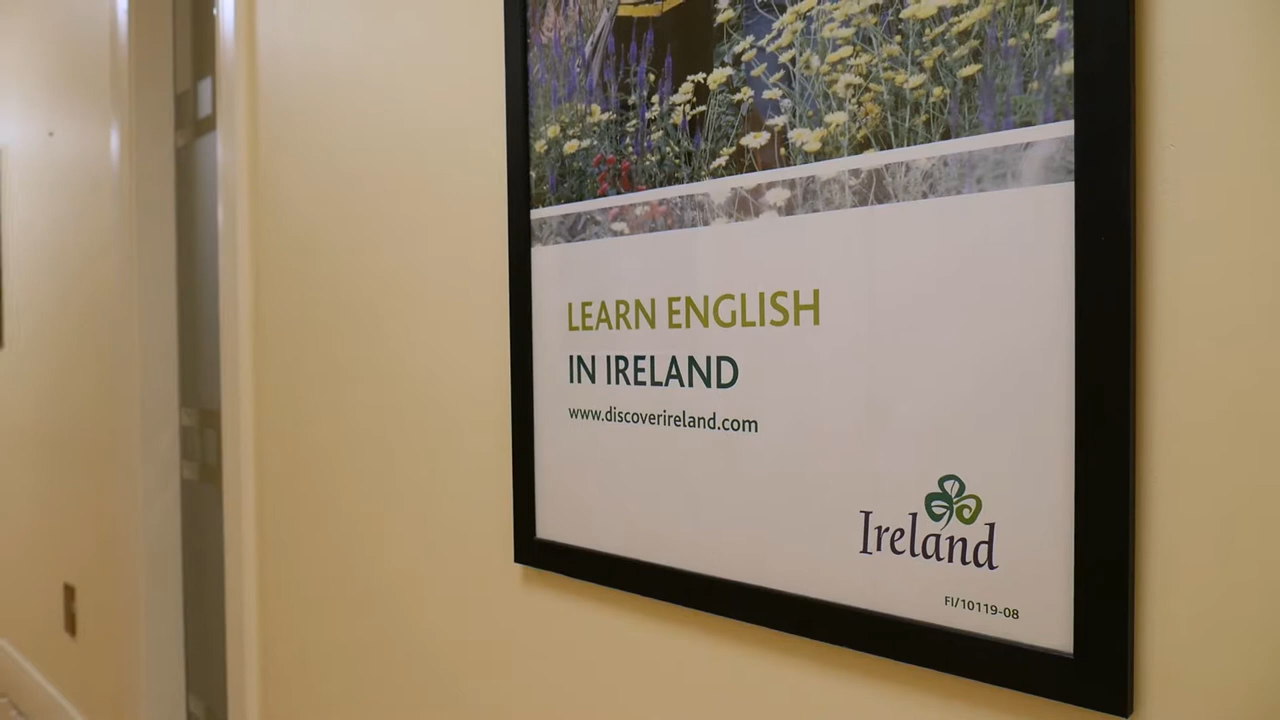 LEARN ENGLISH
IN IRELAND
www.discoverireland.com
Ireland
FI/10119-08